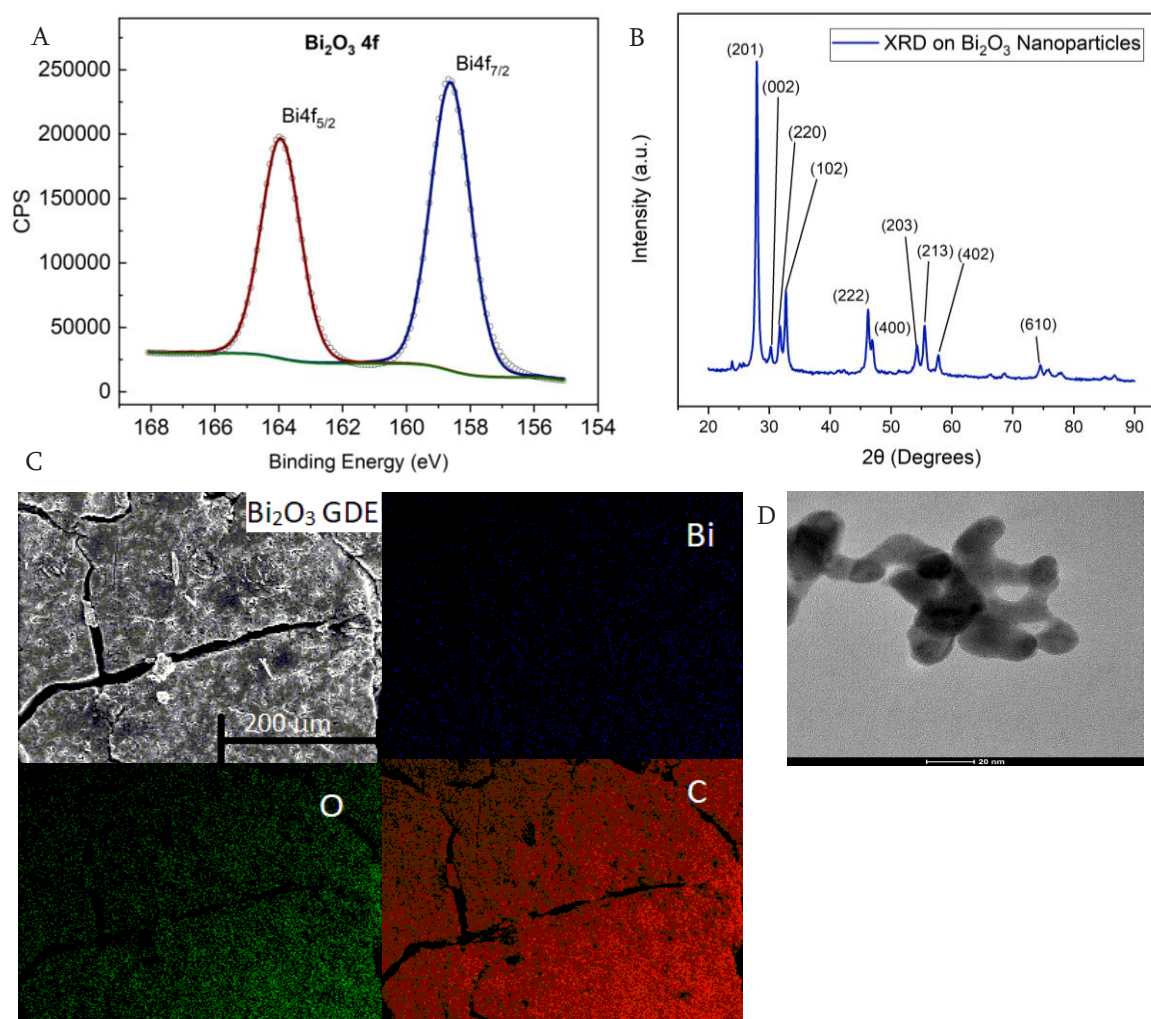 A
Bi₂O₃ 4f
Bi4f₇/₂
Bi4f₅/₂
250000
200000
150000
100000
50000
0
CPS
168 166 164 162 160 158 156 154
Binding Energy (eV)
B
XRD on Bi₂O₃ Nanoparticles
(201)
(002)
(220)
(102)
(203)
(213)
(402)
(222)
(400)
(610)
Intensity (a.u.)
20 30 40 50 60 70 80 90
2θ (Degrees)
C
Bi₂O₃ GDE
200 µm
Bi
O
C
D
20 nm